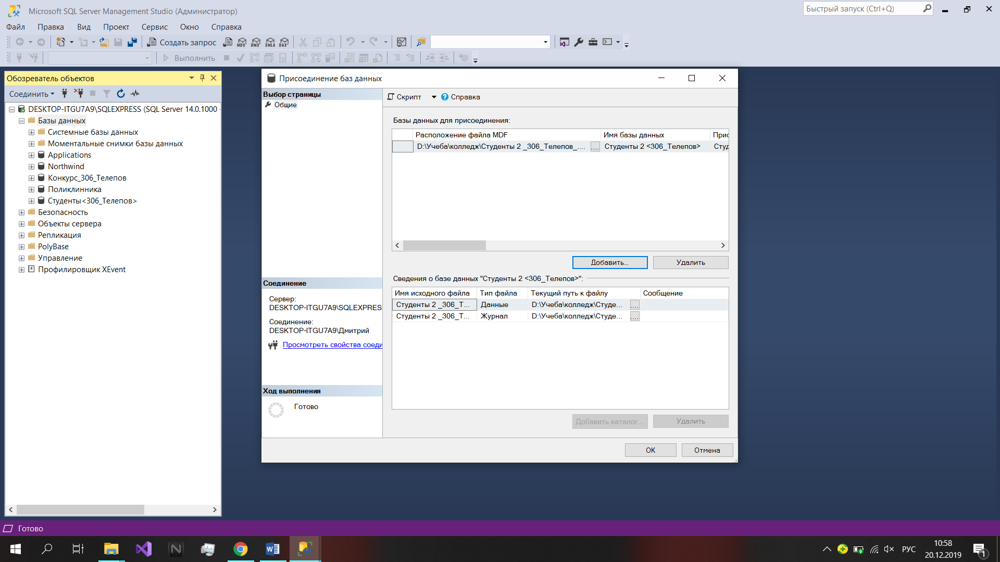 Microsoft SQL Server Management Studio (Администратор)
Быстрый запуск (Ctrl+Q)
Файл Правка Вид Проект Сервис Окно Справка
Создать запрос MDX DMX XMLA DAX
Выполнить
Обозреватель объектов
Соединить
DESKTOP-ITGU7A9\SQLEXPRESS (SQL Server 14.0.1000 -
Базы данных
Системные базы данных
Моментальные снимки базы данных
Applications
Northwind
Конкурс_306_Телепов
Поликлинника
Студенты<306_Телепов>
Безопасность
Объекты сервера
Репликация
PolyBase
Управление
Профилировщик XEvent
Присоединение баз данных
Выбор страницы
Общие
Соединение
Сервер:
DESKTOP-ITGU7A9\SQLEXPRES
Соединение:
DESKTOP-ITGU7A9\Дмитрий
Просмотреть свойства соеди
Ход выполнения
Готово
Скрипт Справка
Базы данных для присоединения:
Расположение файла MDF Имя базы данных Прис
D:\Учеба\колледж\Студенты 2 _306_Телепов_.... ... Студенты 2 <306_Телепов> Студ
Добавить... Удалить
Сведения о базе данных "Студенты 2 <306_Телепов>":
Имя исходного файла Тип файла Текущий путь к файлу Сообщение
Студенты 2 _306_Т... Данные D:\Учеба\колледж\Студе... ...
Студенты 2 _306_Т... Журнал D:\Учеба\колледж\Студе... ...
Добавить каталог... Удалить
OK Отмена
Готово
РУС
10:58
20.12.2019
1